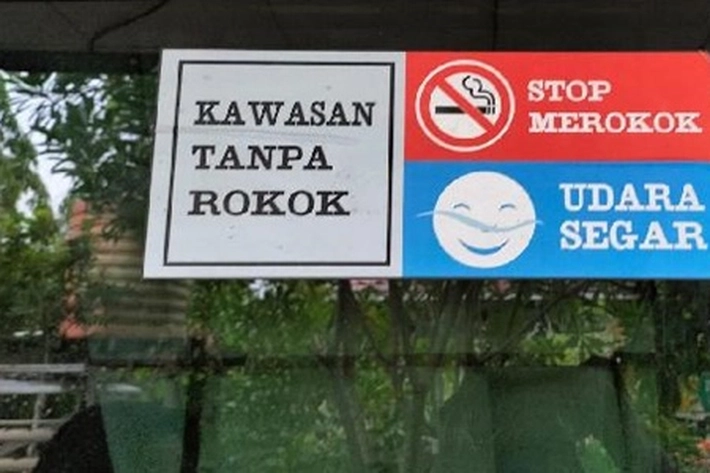 KAWASAN
TANPA
ROKOK
STOP
MEROKOK
UDARA
SEGAR